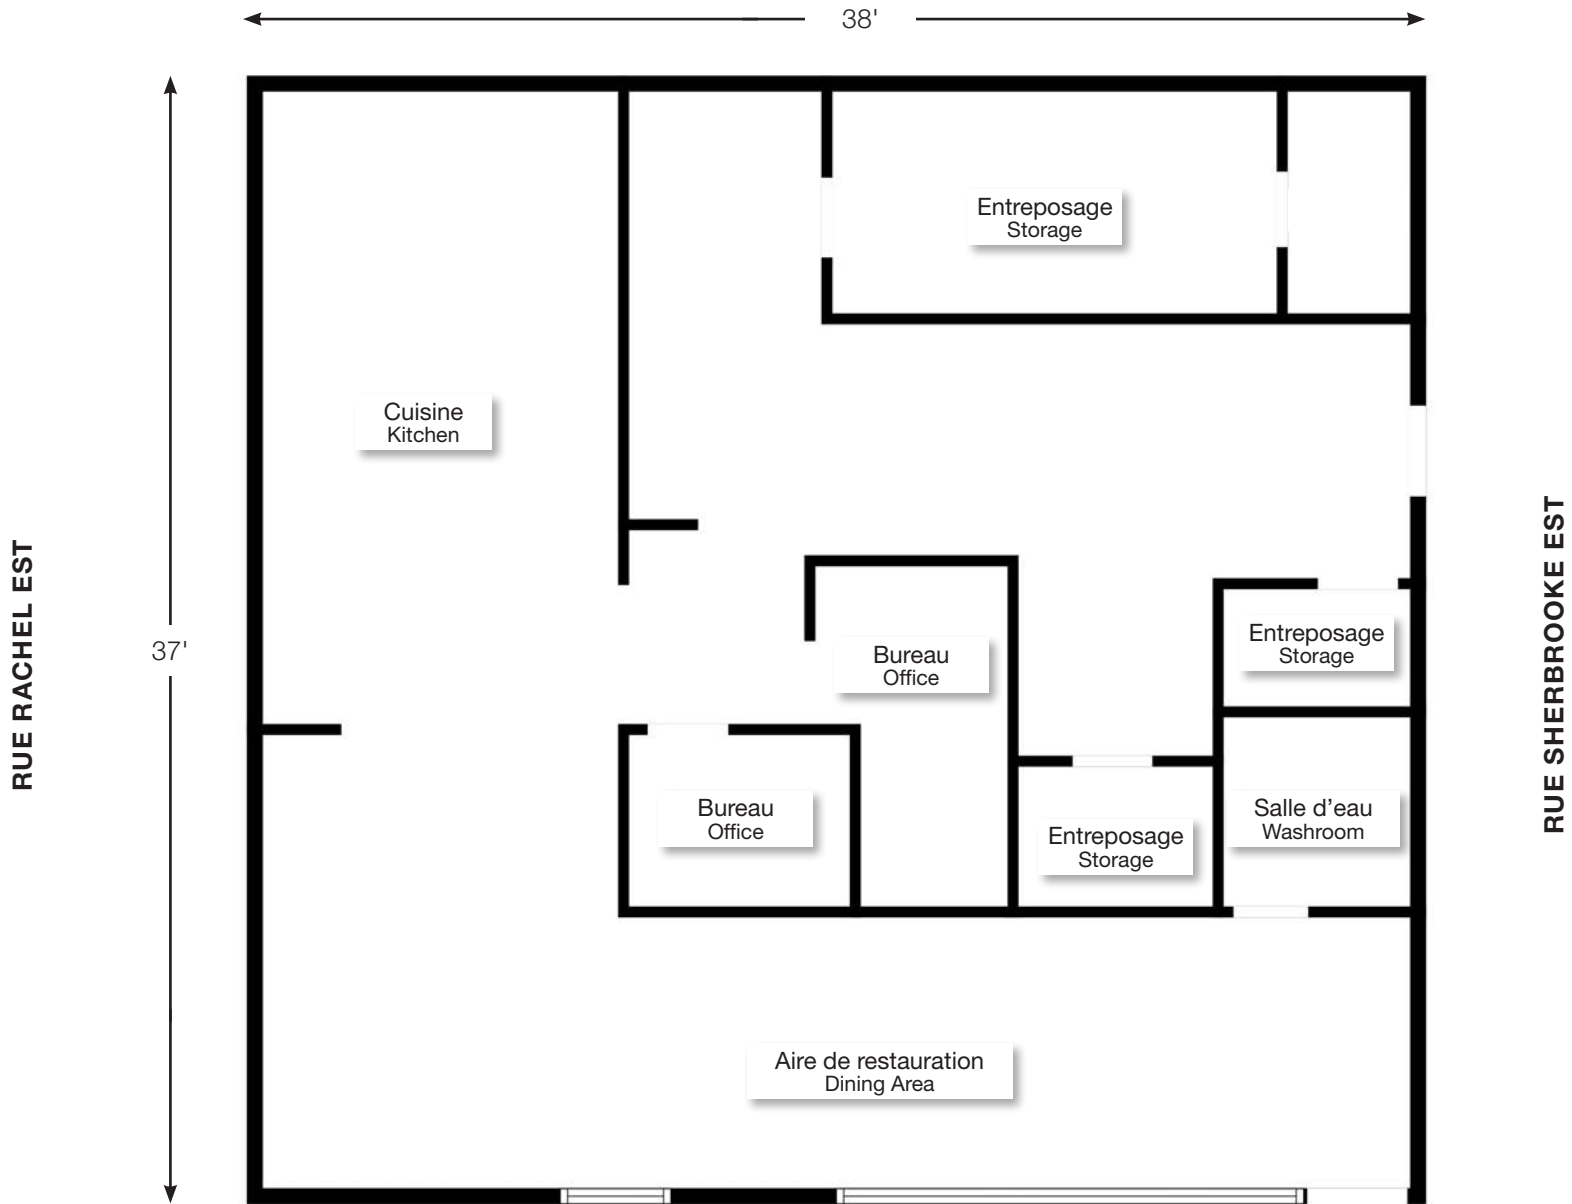 38'
Entreposage
Storage
Cuisine
Kitchen
RUE RACHEL EST
37'
RUE SHERBROOKE EST
Entreposage
Storage
Bureau
Office
Bureau
Office
Entreposage
Storage
Salle d’eau
Washroom
Aire de restauration
Dining Area